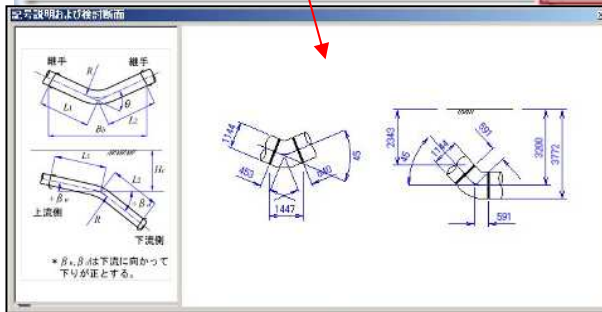 記号説明および検討断面
継手
継手
R
θ
L1
L2
B0
L1
Hc
L2
+βu
+βd
上流側
R
下流側
* βu,βdは下流に向かって
下りが正とする。
1144
45
453
640
1447
2343
45
1144
591
3200
3772
591